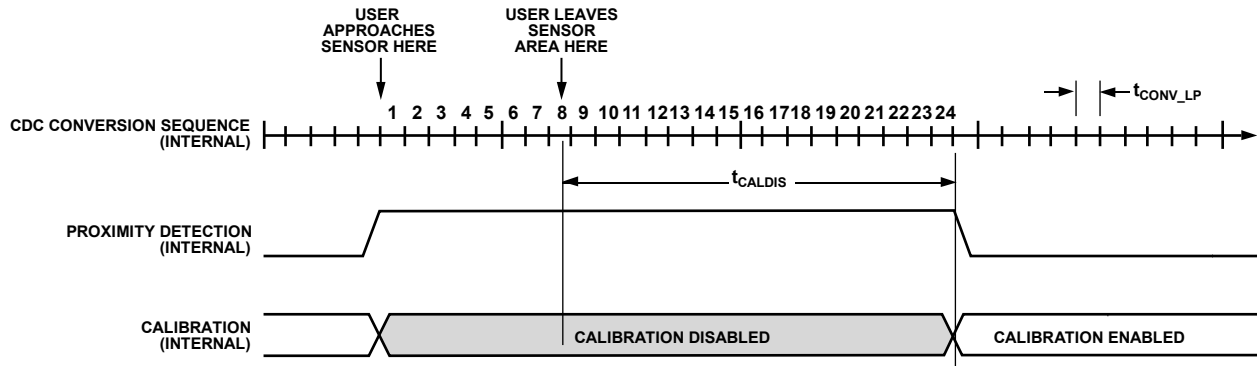 USER
APPROACHES
SENSOR HERE
USER LEAVES
SENSOR
AREA HERE
tCONV_LP
CDC CONVERSION SEQUENCE
(INTERNAL)
1 2 3 4 5 6 7 8 9 10 11 12 13 14 15 16 17 18 19 20 21 22 23 24
tCALDIS
PROXIMITY DETECTION
(INTERNAL)
CALIBRATION
(INTERNAL)
CALIBRATION DISABLED
CALIBRATION ENABLED